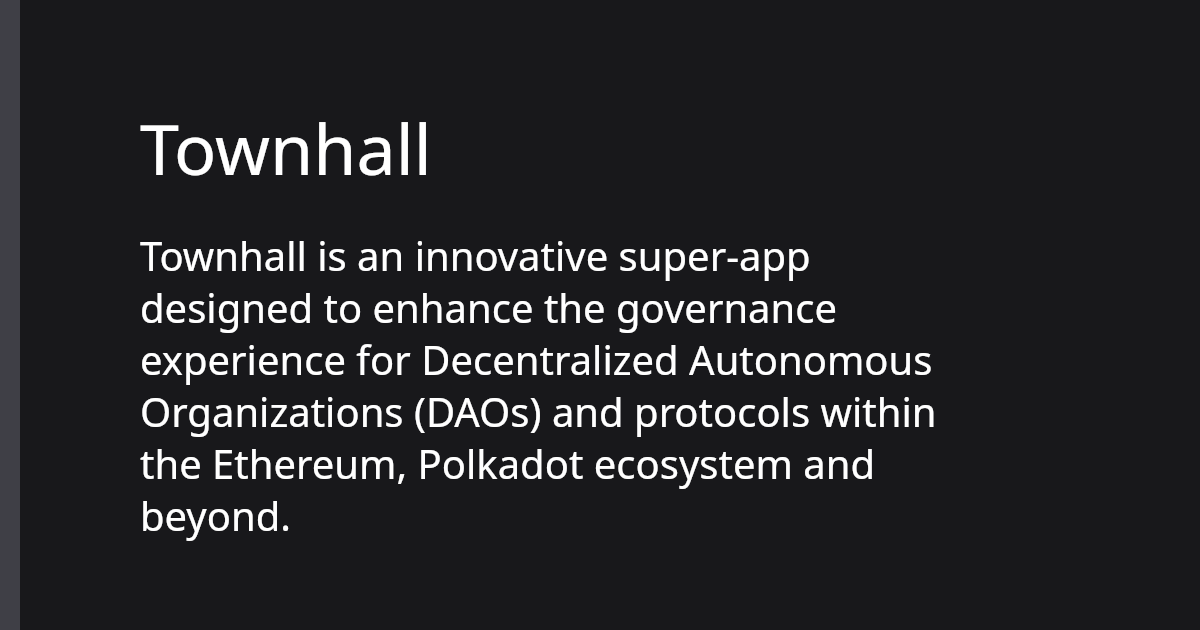 Townhall
Townhall is an innovative super-app
designed to enhance the governance
experience for Decentralized Autonomous
Organizations (DAOs) and protocols within
the Ethereum, Polkadot ecosystem and
beyond.